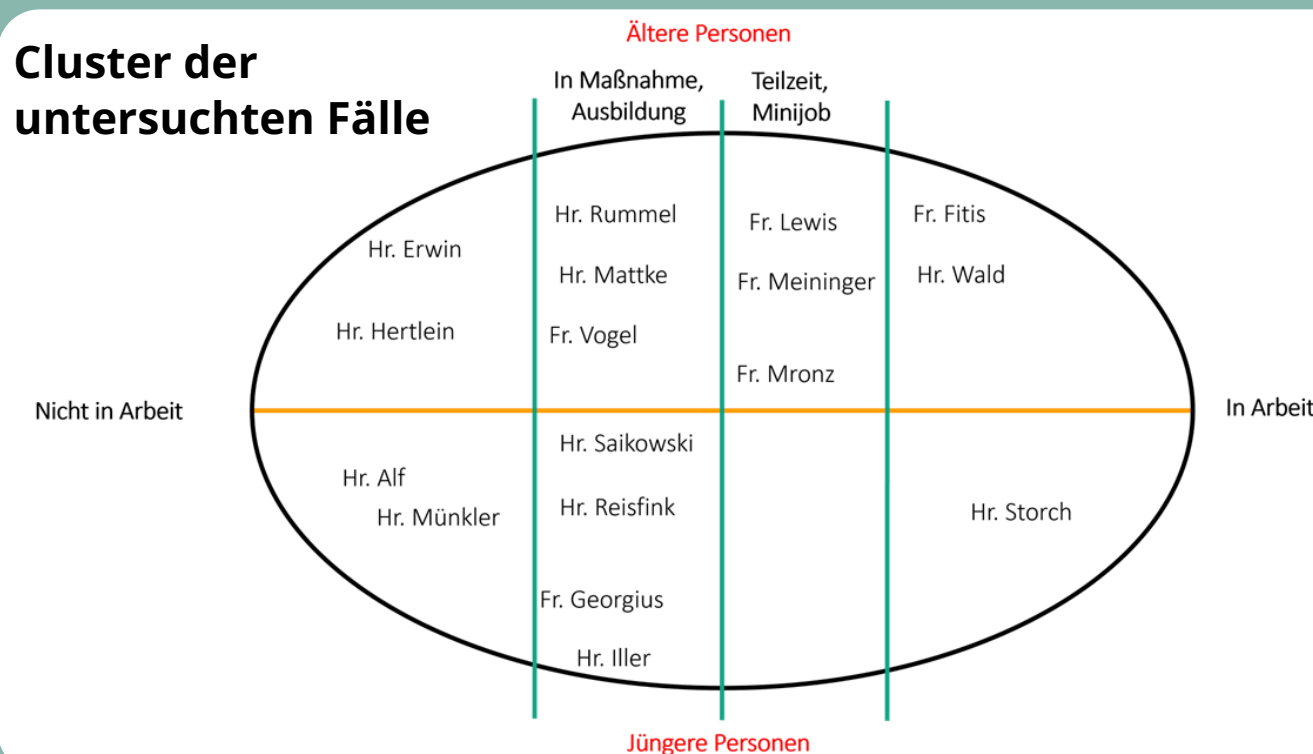 Cluster der
untersuchten Fälle
Ältere Personen
In Maßnahme,
Ausbildung
Teilzeit,
Minijob
Hr. Erwin
Hr. Hertlein
Hr. Rummel
Hr. Mattke
Fr. Vogel
Fr. Lewis
Fr. Meininger
Fr. Mronz
Fr. Fitis
Hr. Wald
Nicht in Arbeit
In Arbeit
Hr. Alf
Hr. Münkler
Hr. Saikowski
Hr. Reisfink
Fr. Georgius
Hr. Iller
Hr. Storch
Jüngere Personen